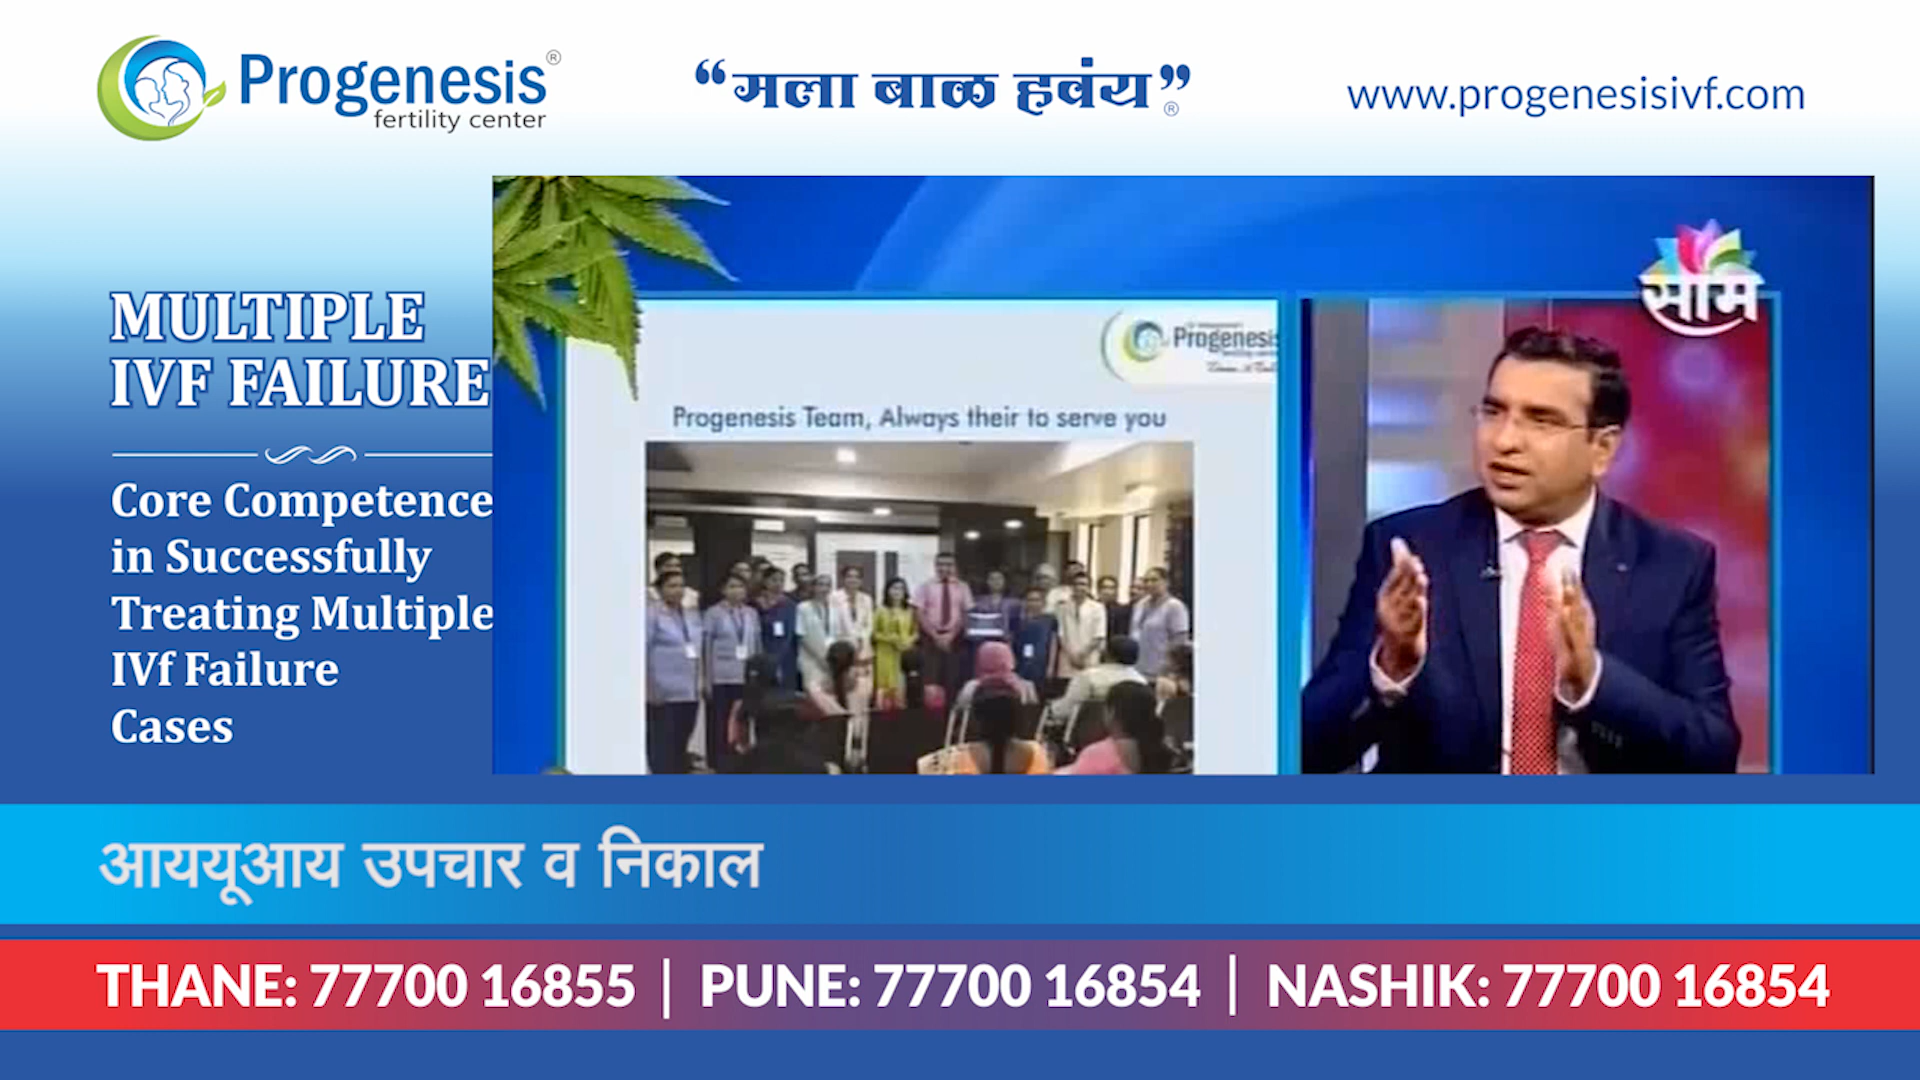 Progenesis®
fertility center
“मला बाळ हवंय”®
www.progenesisivf.com
MULTIPLE
IVF FAILURE
Core Competence
in Successfully
Treating Multiple
IVf Failure
Cases
साम
Progenesis
Progenesis Team, Always their to serve you
आययूआय उपचार व निकाल
THANE: 77700 16855 | PUNE: 77700 16854 | NASHIK: 77700 16854